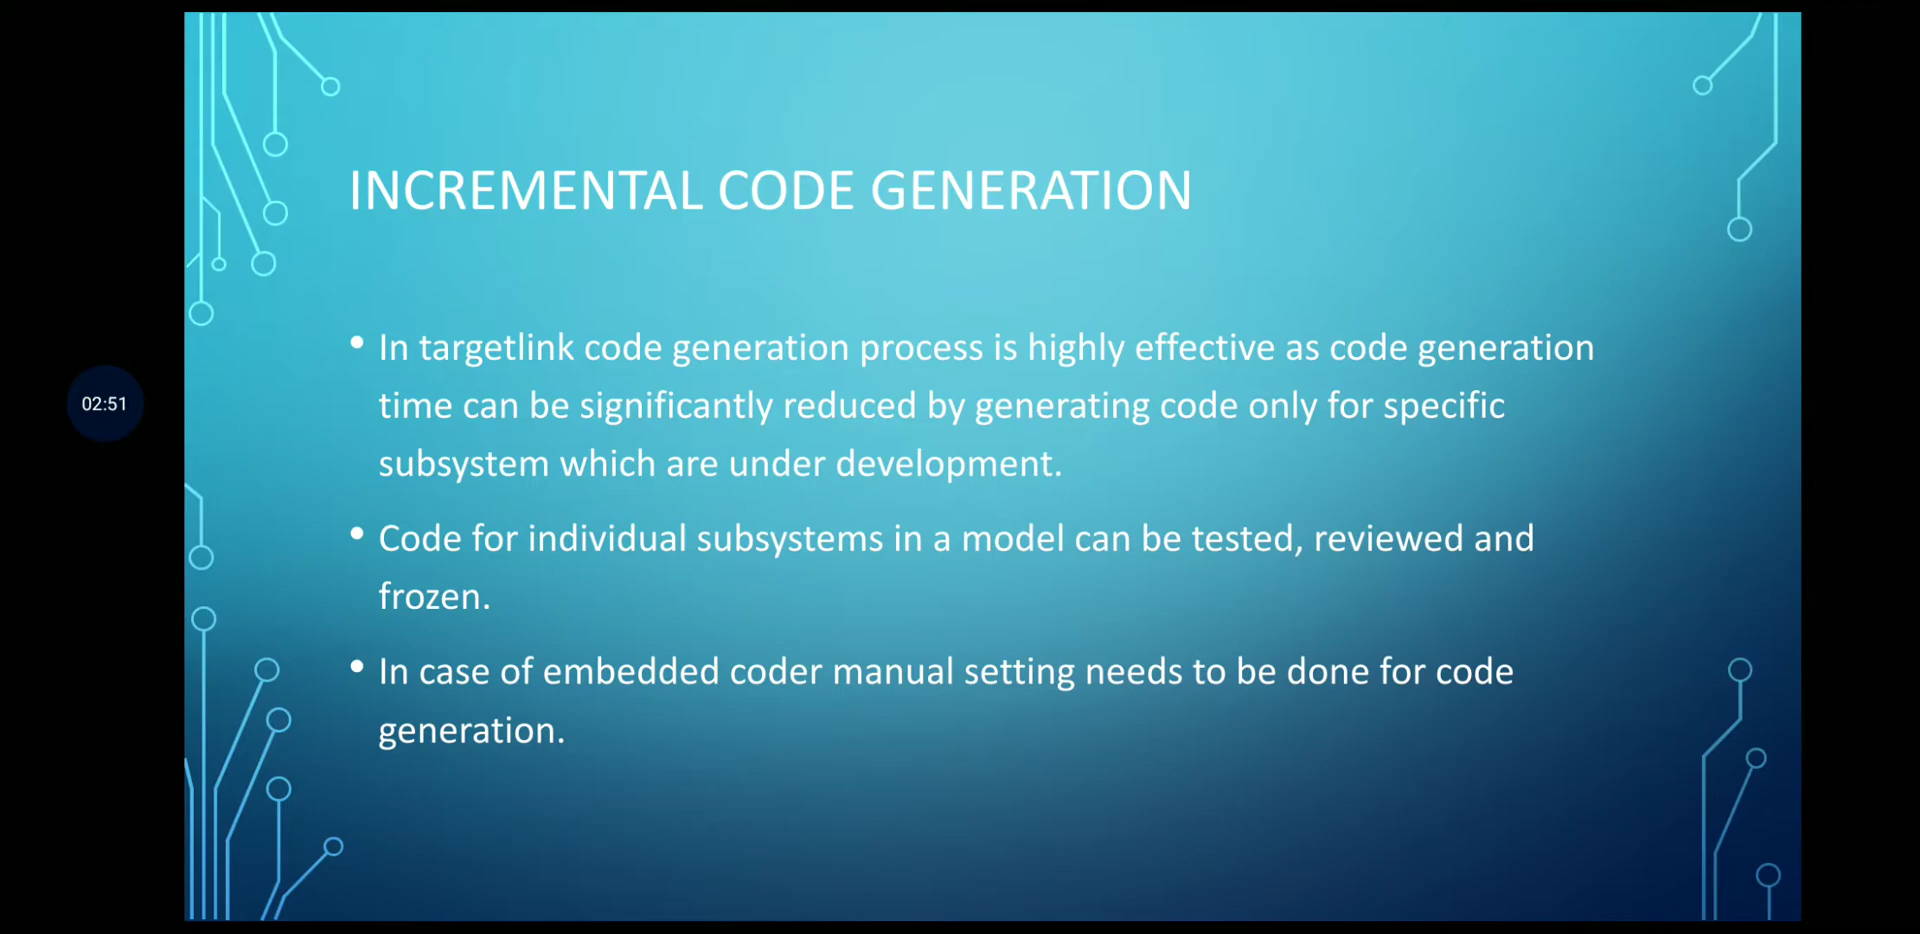 INCREMENTAL CODE GENERATION
• In targetlink code generation process is highly effective as code generation
time can be significantly reduced by generating code only for specific
subsystem which are under development.
02:51
• Code for individual subsystems in a model can be tested, reviewed and
frozen.
• In case of embedded coder manual setting needs to be done for code
generation.